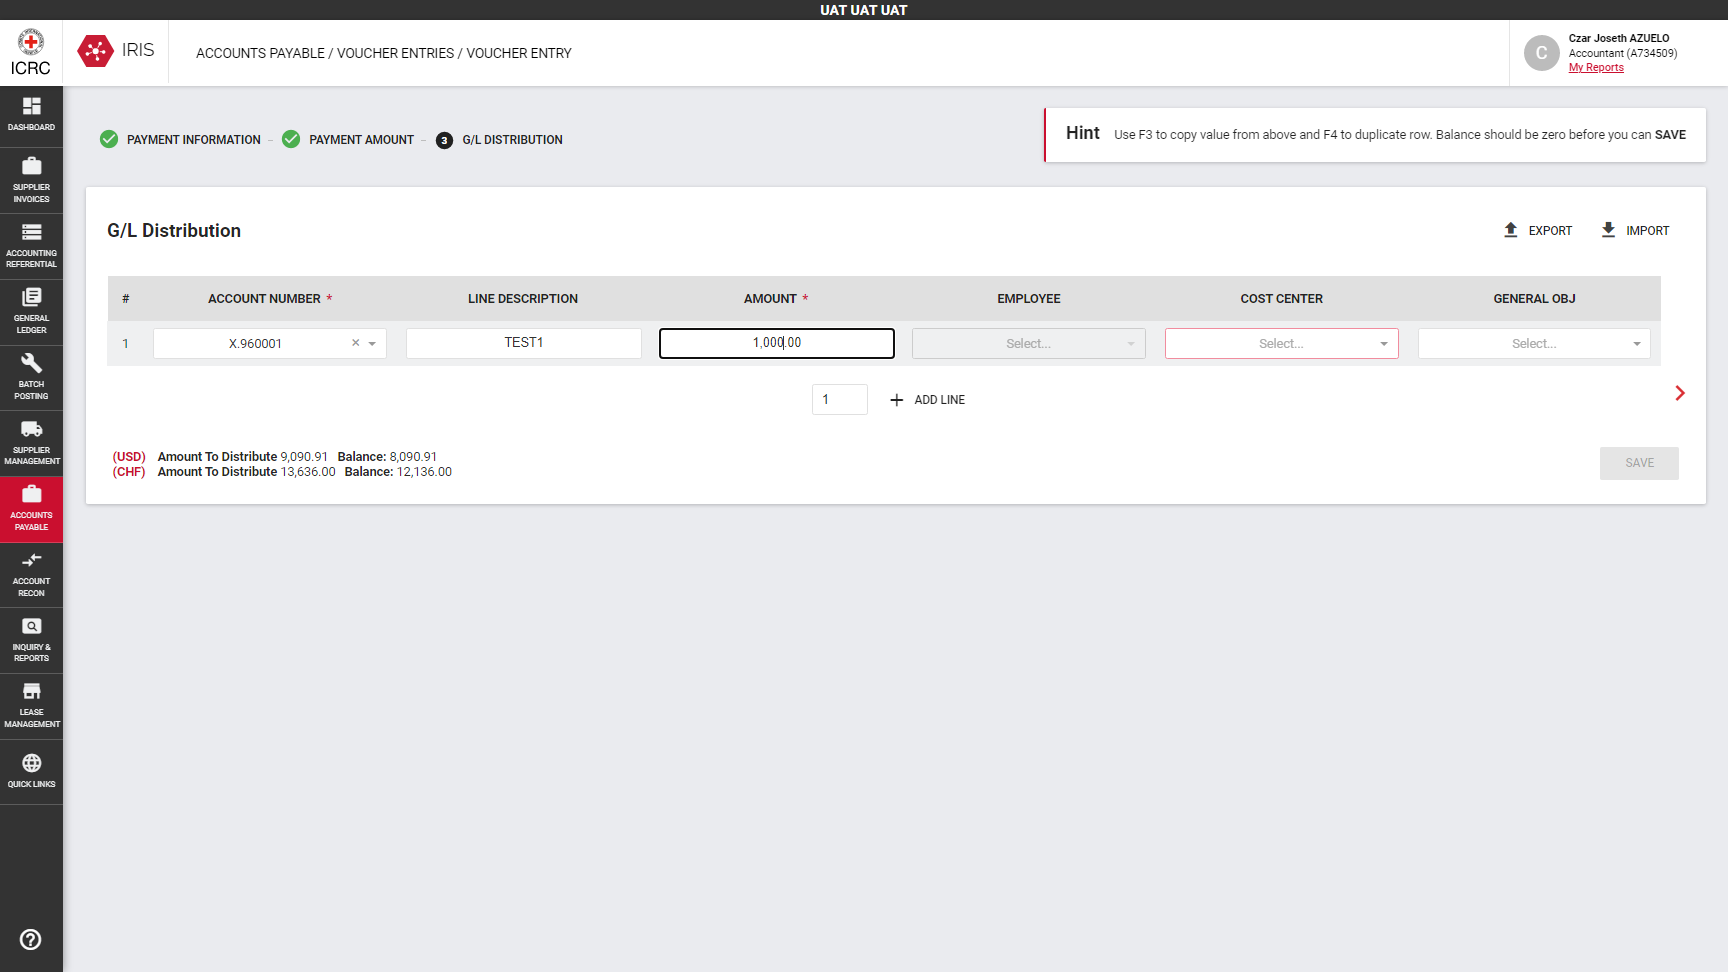 UAT UAT UAT
ICRC
IRIS
ACCOUNTS PAYABLE / VOUCHER ENTRIES / VOUCHER ENTRY
C
Czar Joseth AZUELO
Accountant (A734509)
My Reports
DASHBOARD
SUPPLIER
INVOICES
ACCOUNTING
REFERENTIAL
GENERAL
LEDGER
BATCH
POSTING
SUPPLIER
MANAGEMENT
ACCOUNTS
PAYABLE
ACCOUNT
RECON
INQUIRY &
REPORTS
LEASE
MANAGEMENT
QUICK LINKS
PAYMENT INFORMATION – PAYMENT AMOUNT – 3 G/L DISTRIBUTION
Hint Use F3 to copy value from above and F4 to duplicate row. Balance should be zero before you can SAVE
G/L Distribution
EXPORT IMPORT
# ACCOUNT NUMBER * LINE DESCRIPTION AMOUNT * EMPLOYEE COST CENTER GENERAL OBJ
1 X.960001 × TEST1 1,000.00 Select... Select... Select...
1 + ADD LINE
(USD) Amount To Distribute 9,090.91 Balance: 8,090.91
(CHF) Amount To Distribute 13,636.00 Balance: 12,136.00
SAVE